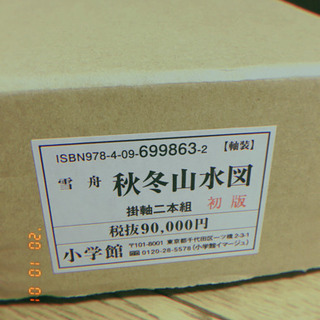 ISBN978-4-09-699863-2 【軸装】
雪舟 秋冬山水図
掛軸二本組 初版
税抜90,000円
小学館 〒101-8001 東京都千代田区一ツ橋2-3-1
0120-28-5578(小学館イマージュ)
10 01 02